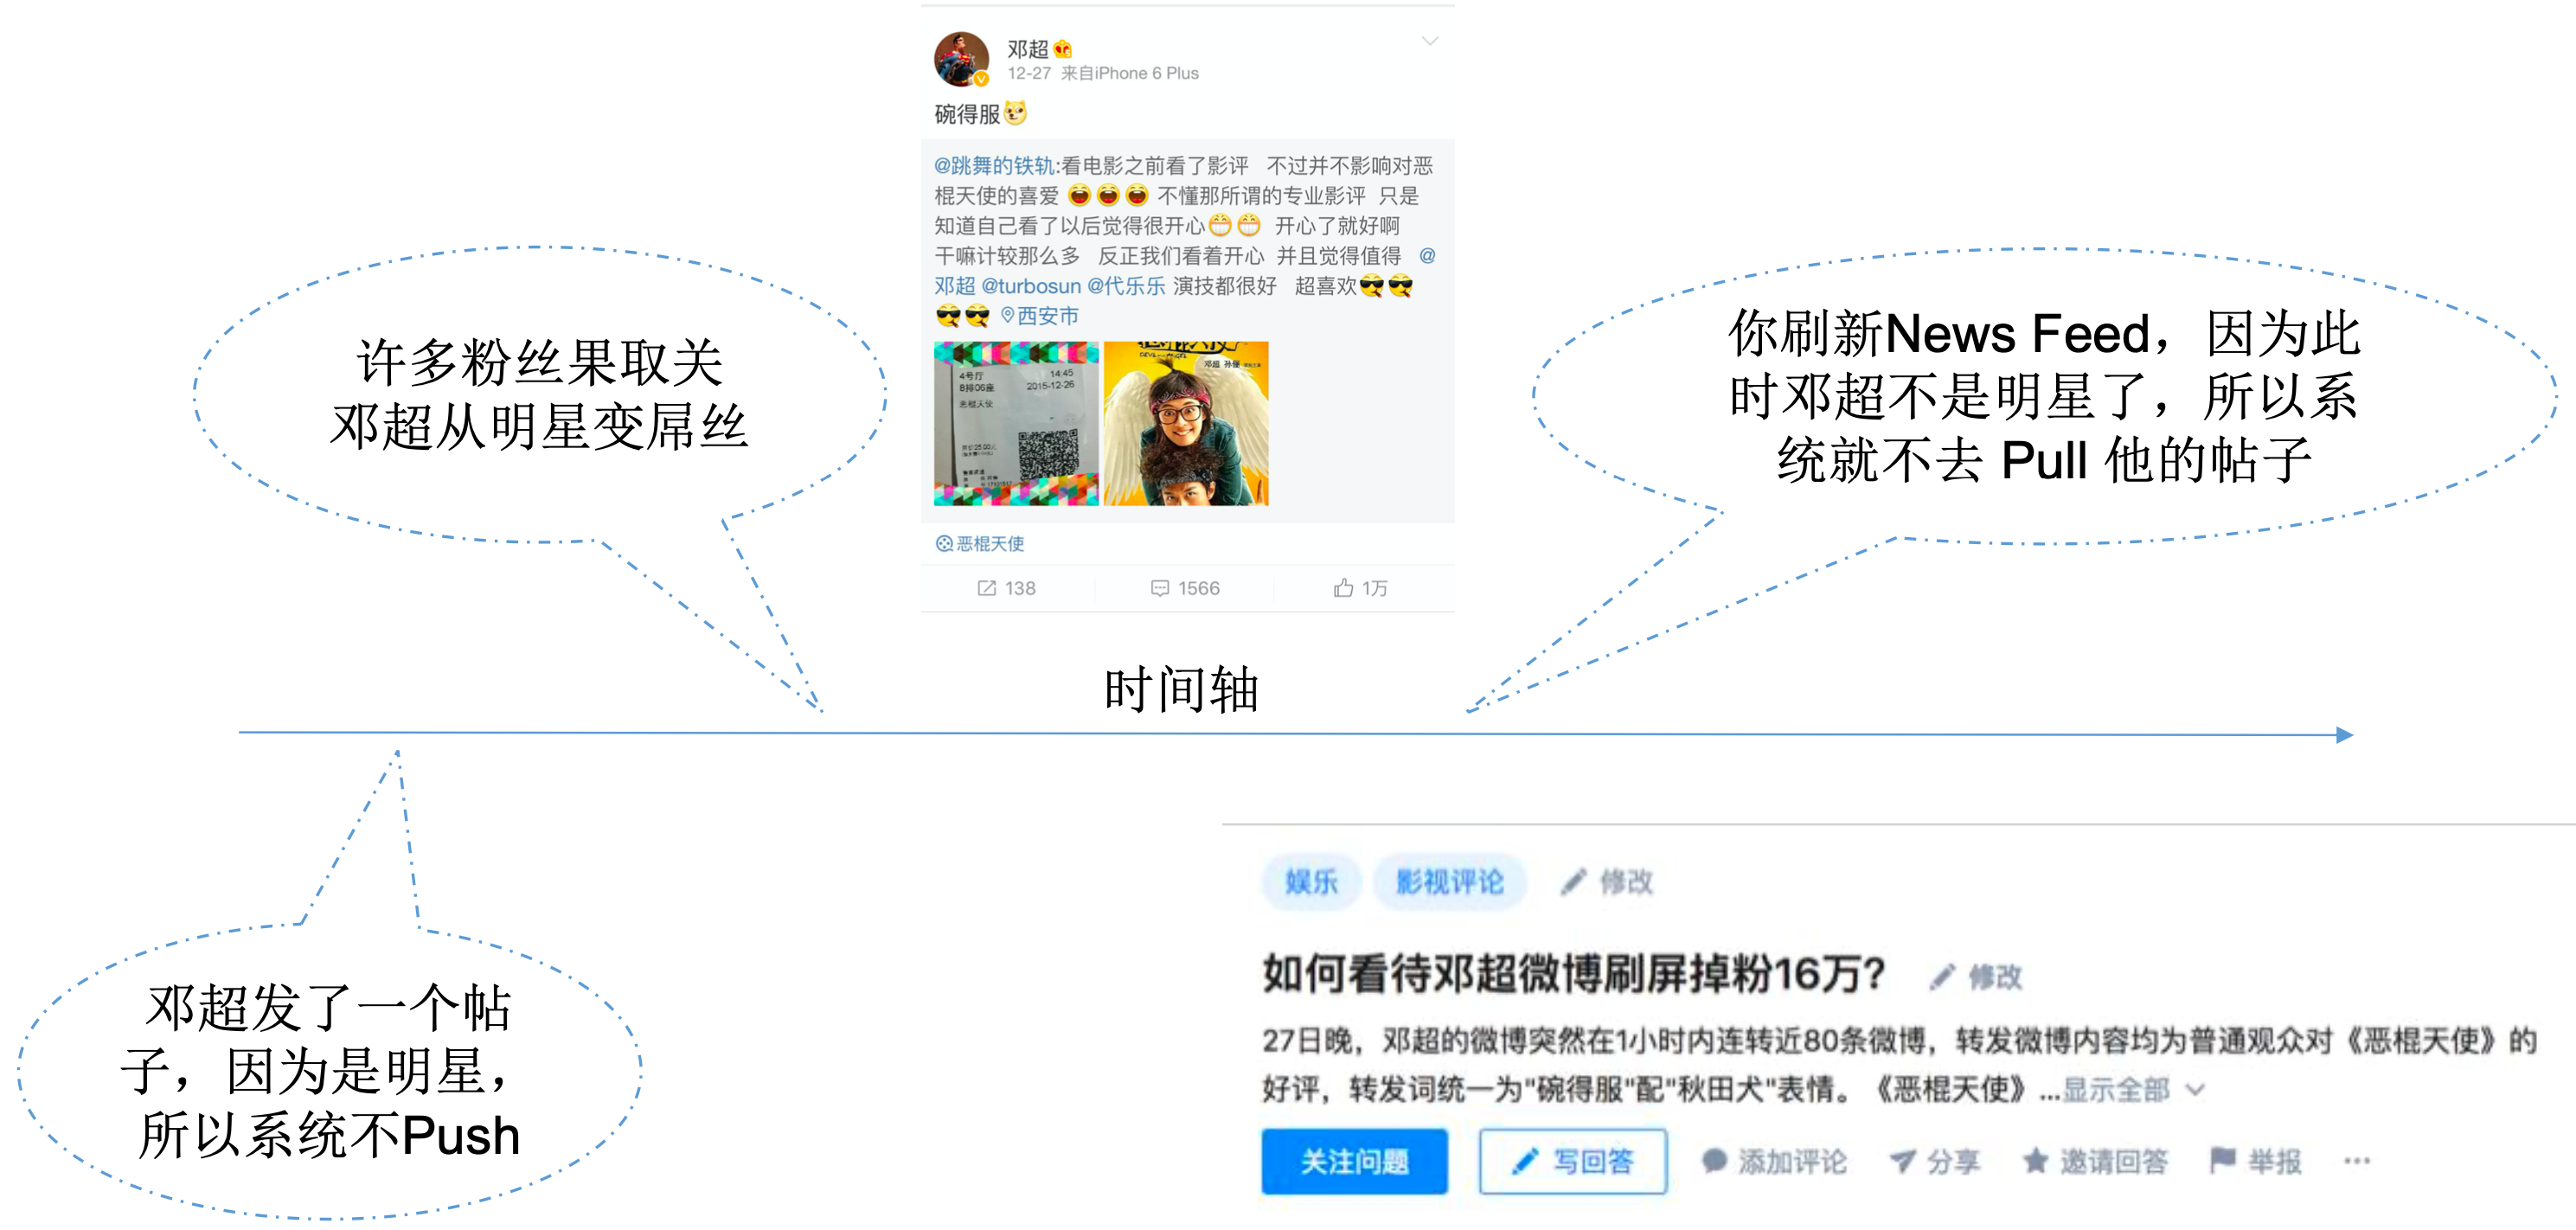 邓超
12-27 来自iPhone 6 Plus
碗得服
@跳舞的铁轨:看电影之前看了影评 不过并不影响对恶
棍天使的喜爱 不懂那所谓的专业影评 只是
知道自己看了以后觉得很开心 开心了就好啊
干嘛计较那么多 反正我们看着开心 并且觉得值得 @
邓超 @turbosun @代乐乐 演技都很好 超喜欢
西安市
4号厅 14:45
8排06座 2015-12-26
恶棍天使
邓超 孙俪
恶棍天使
138 1566 1万
许多粉丝果取关
邓超从明星变屌丝
你刷新News Feed，因为此
时邓超不是明星了，所以系
统就不去 Pull 他的帖子
时间轴
邓超发了一个帖
子，因为是明星，
所以系统不Push
娱乐 影视评论 修改
如何看待邓超微博刷屏掉粉16万? 修改
27日晚，邓超的微博突然在1小时内连转近80条微博，转发微博内容均为普通观众对《恶棍天使》的
好评，转发词统一为"碗得服"配"秋田犬"表情。《恶棍天使》...显示全部
关注问题 写回答 添加评论 分享 邀请回答 举报 ...